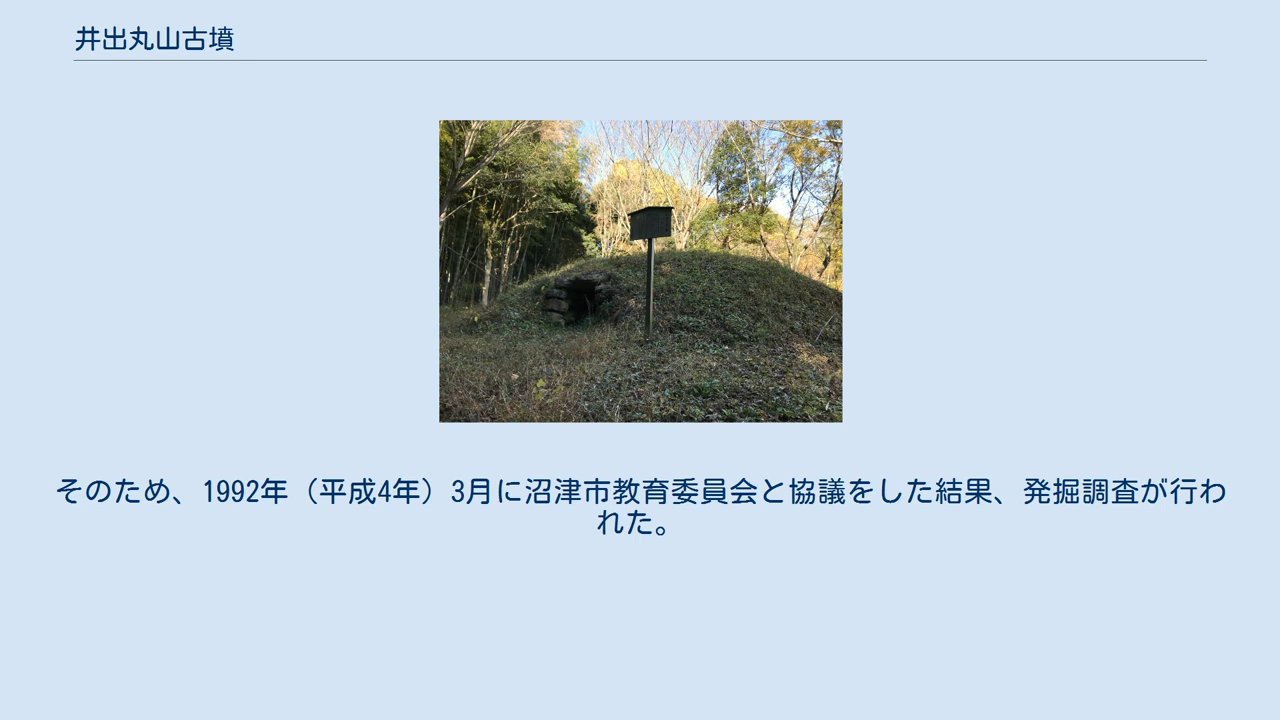 井出丸山古墳
そのため、1992年（平成4年）3月に沼津市教育委員会と協議をした結果、発掘調査が行わ
れた。